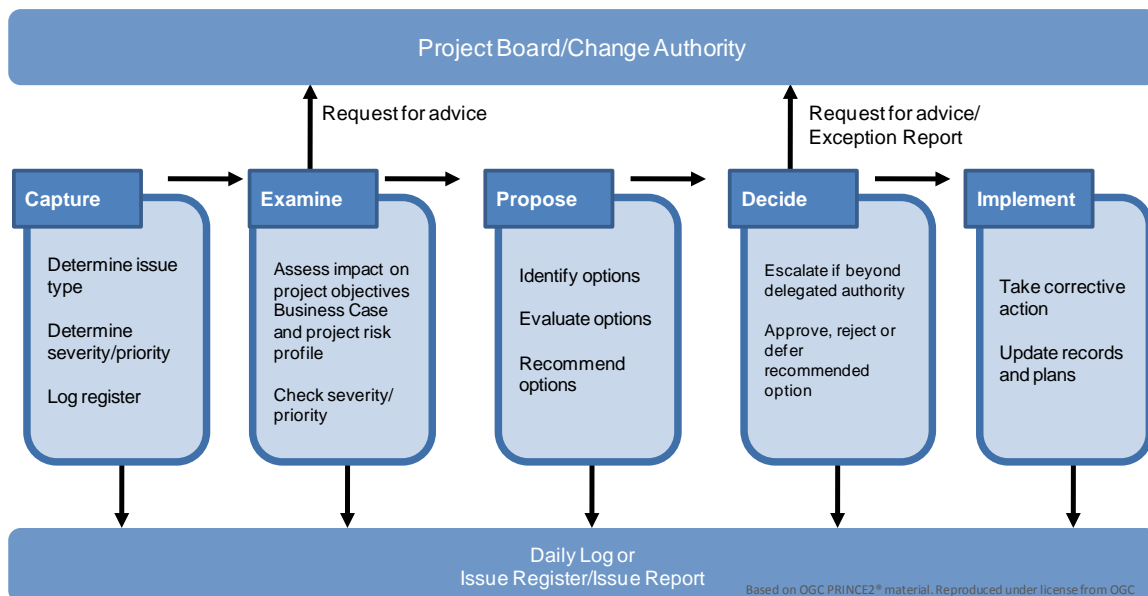 Project Board/Change Authority
Request for advice
Request for advice/
Exception Report
Capture
Determine issue
type
Determine
severity/priority
Log register
Examine
Assess impact on
project objectives
Business Case
and project risk
profile
Check severity/
priority
Propose
Identify options
Evaluate options
Recommend
options
Decide
Escalate if beyond
delegated authority
Approve, reject or
defer
recommended
option
Implement
Take corrective
action
Update records
and plans
Daily Log or
Issue Register/Issue Report
Based on OGC PRINCE2® material. Reproduced under license from OGC